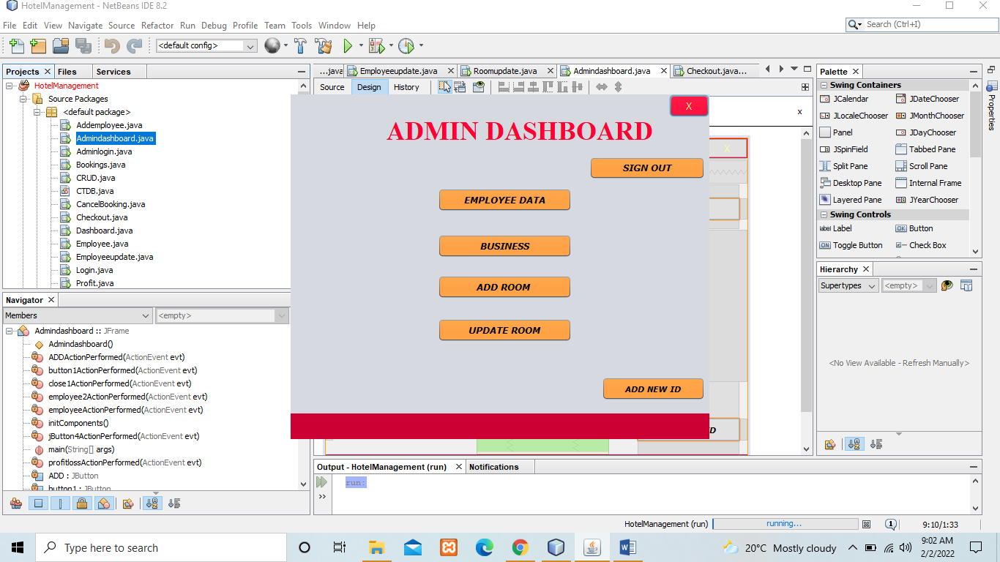 HotelManagement - NetBeans IDE 8.2
File Edit View Navigate Source Refactor Run Debug Profile Team Tools Window Help
Search (Ctrl+I)
<default config>
Projects X Files Services
HotelManagement
Source Packages
<default package>
Addemployee.java
Admindashboard.java
Adminlogin.java
Bookings.java
CRUD.java
CTDB.java
CancelBooking.java
Checkout.java
Dashboard.java
Employee.java
Employeeupdate.java
Login.java
Profit.java
Navigator X
Members <empty>
Admindashboard :: JFrame
Admindashboard()
ADDActionPerformed(ActionEvent evt)
button1ActionPerformed(ActionEvent evt)
close1ActionPerformed(ActionEvent evt)
employee2ActionPerformed(ActionEvent evt)
employeeActionPerformed(ActionEvent evt)
initComponents()
jButton4ActionPerformed(ActionEvent evt)
main(String[] args)
profitlossActionPerformed(ActionEvent evt)
ADD : JButton
button1 : JButton
...java Employeeupdate.java Roomupdate.java Admindashboard.java Checkout.java...
Source Design History
x
X
X
ADMIN DASHBOARD
SIGN OUT
EMPLOYEE DATA
BUSINESS
ADD ROOM
UPDATE ROOM
ADD NEW ID
D
Output - HotelManagement (run) X Notifications
run:
Palette X
Swing Containers
JCalendar JDateChooser
JLocaleChooser JMonthChooser
Panel JDayChooser
JSpinField Tabbed Pane
Split Pane Scroll Pane
Desktop Pane Internal Frame
Layered Pane JYearChooser
Swing Controls
label Label OK Button
ON Toggle Button Check Box
Properties
Hierarchy X
Supertypes <empty>
<No View Available - Refresh Manually>
HotelManagement (run) running... 1 9:10/1:33
Type here to search
20°C Mostly cloudy
9:02 AM
2/2/2022